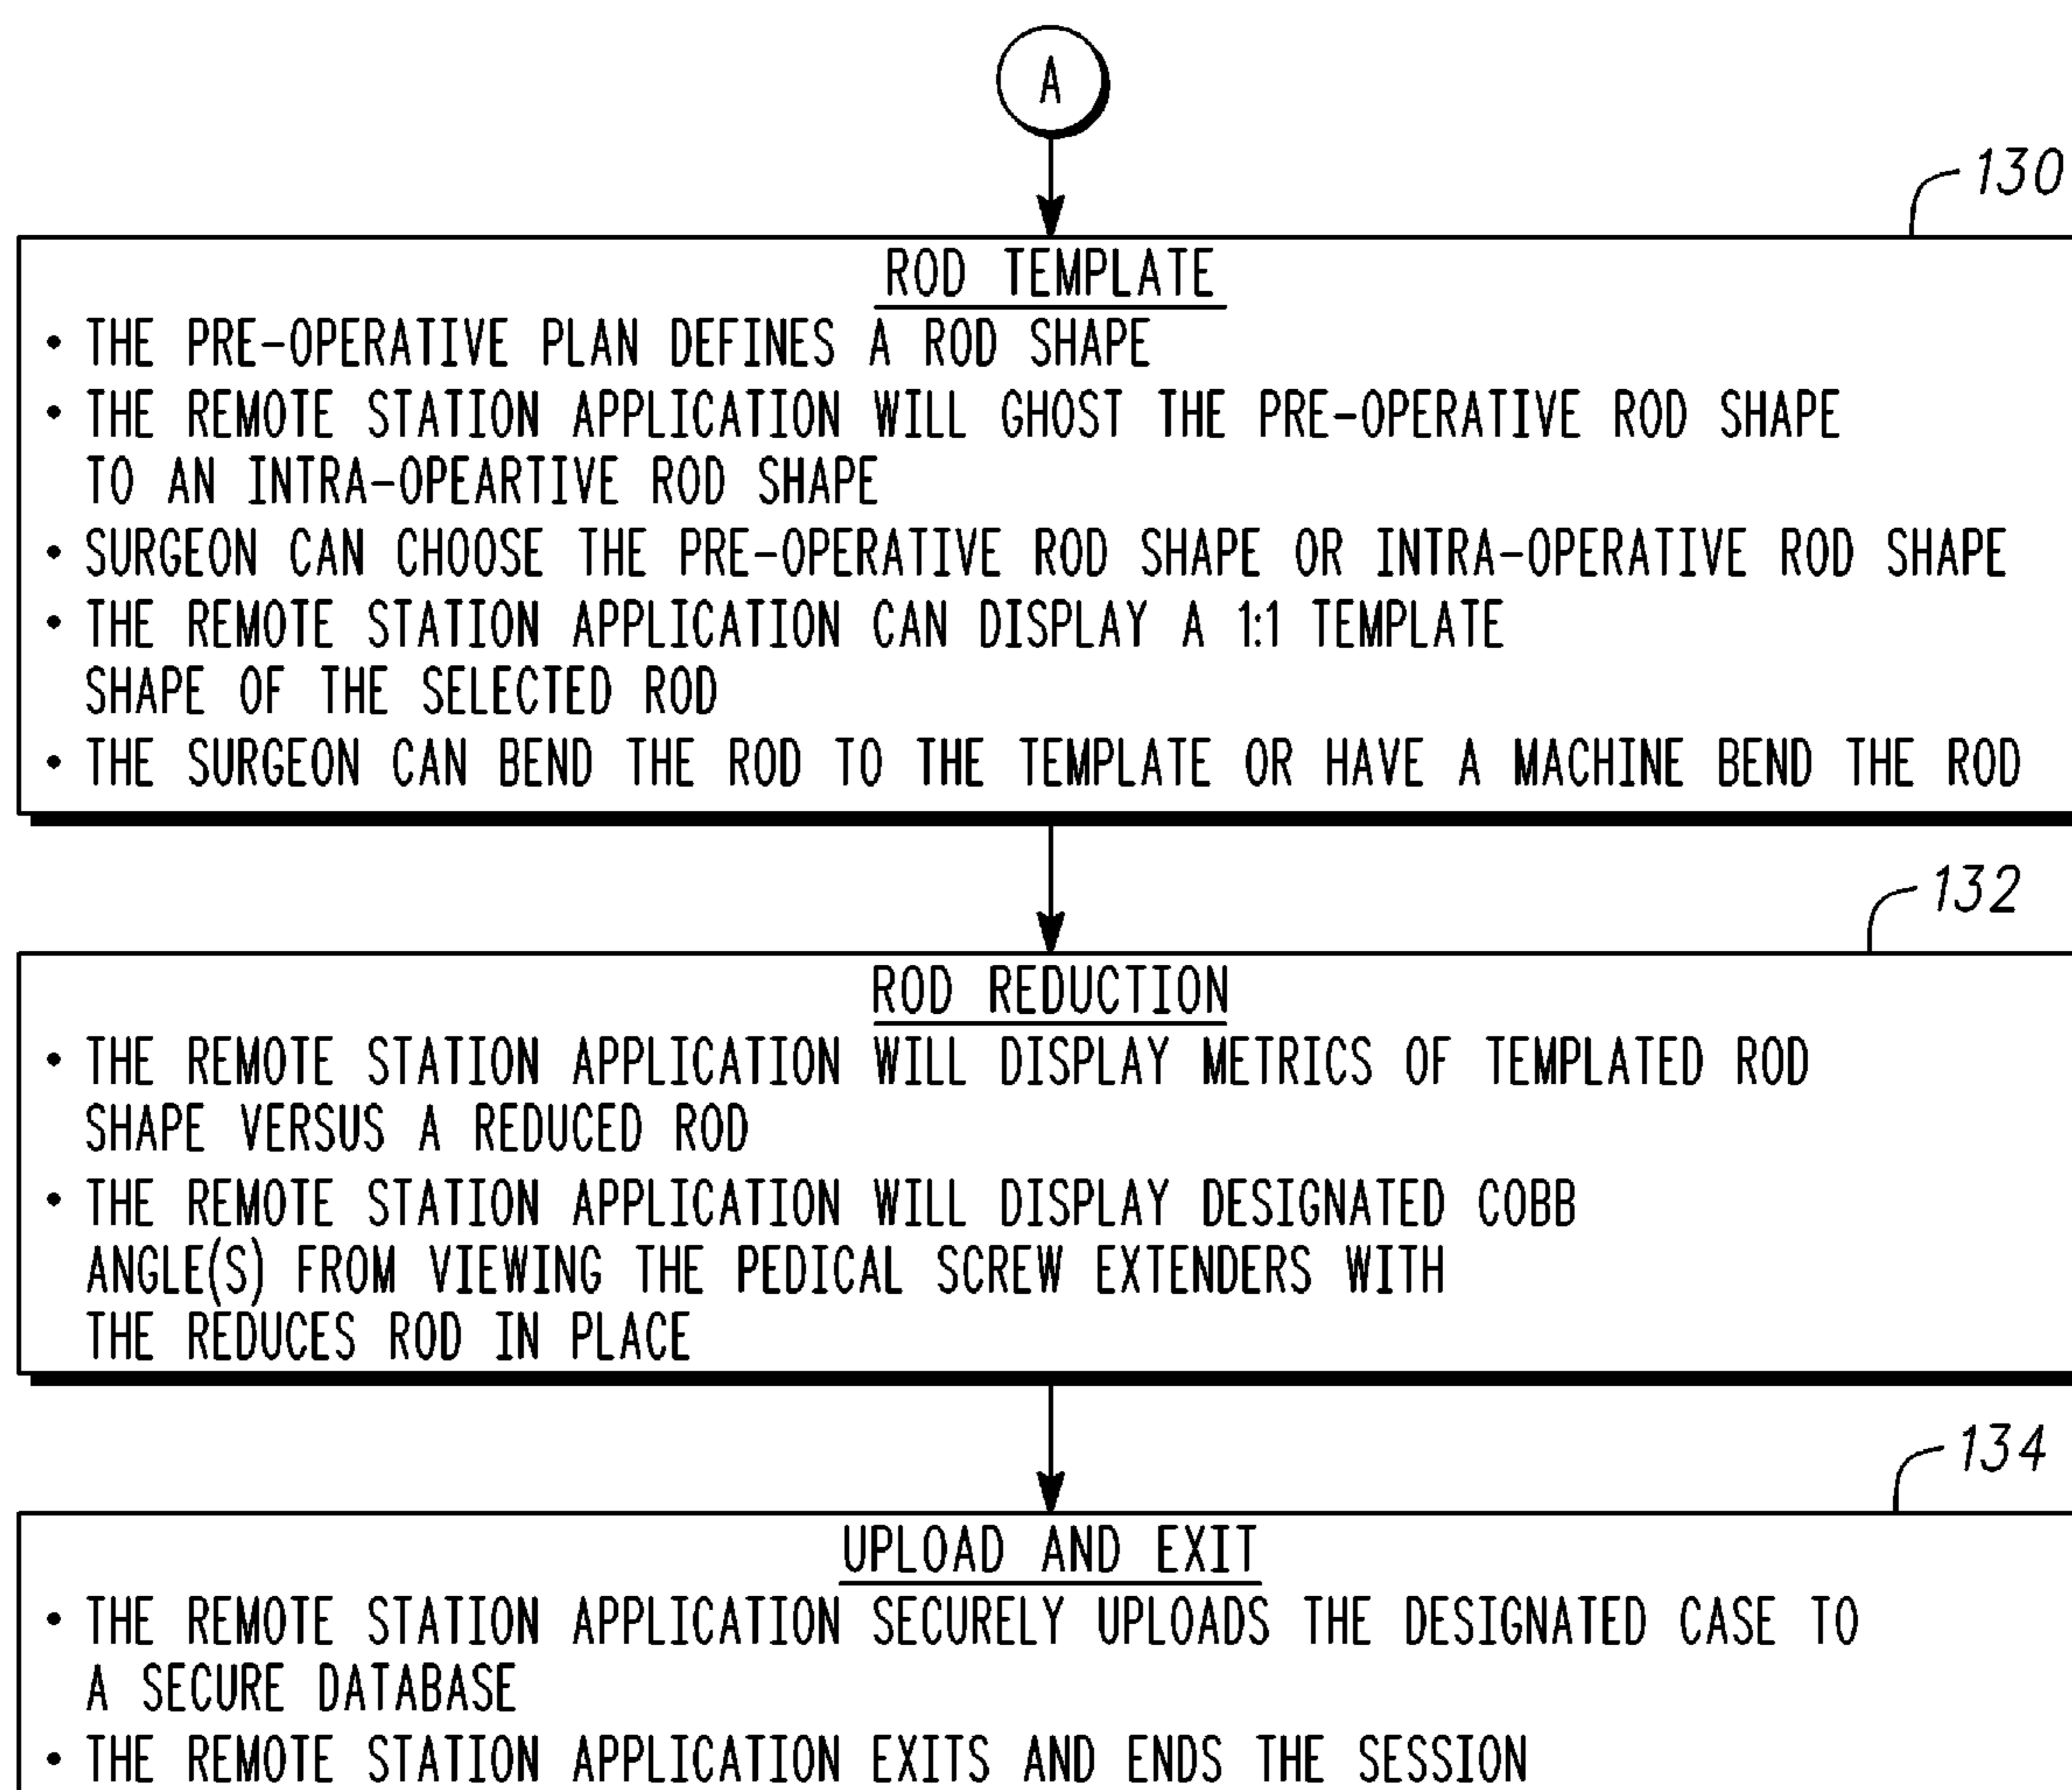 A
130
ROD TEMPLATE
• THE PRE-OPERATIVE PLAN DEFINES A ROD SHAPE
• THE REMOTE STATION APPLICATION WILL GHOST THE PRE-OPERATIVE ROD SHAPE
TO AN INTRA-OPEARTIVE ROD SHAPE
• SURGEON CAN CHOOSE THE PRE-OPERATIVE ROD SHAPE OR INTRA-OPERATIVE ROD SHAPE
• THE REMOTE STATION APPLICATION CAN DISPLAY A 1:1 TEMPLATE
SHAPE OF THE SELECTED ROD
• THE SURGEON CAN BEND THE ROD TO THE TEMPLATE OR HAVE A MACHINE BEND THE ROD
132
ROD REDUCTION
• THE REMOTE STATION APPLICATION WILL DISPLAY METRICS OF TEMPLATED ROD
SHAPE VERSUS A REDUCED ROD
• THE REMOTE STATION APPLICATION WILL DISPLAY DESIGNATED COBB
ANGLE(S) FROM VIEWING THE PEDICAL SCREW EXTENDERS WITH
THE REDUCES ROD IN PLACE
134
UPLOAD AND EXIT
• THE REMOTE STATION APPLICATION SECURELY UPLOADS THE DESIGNATED CASE TO
A SECURE DATABASE
• THE REMOTE STATION APPLICATION EXITS AND ENDS THE SESSION